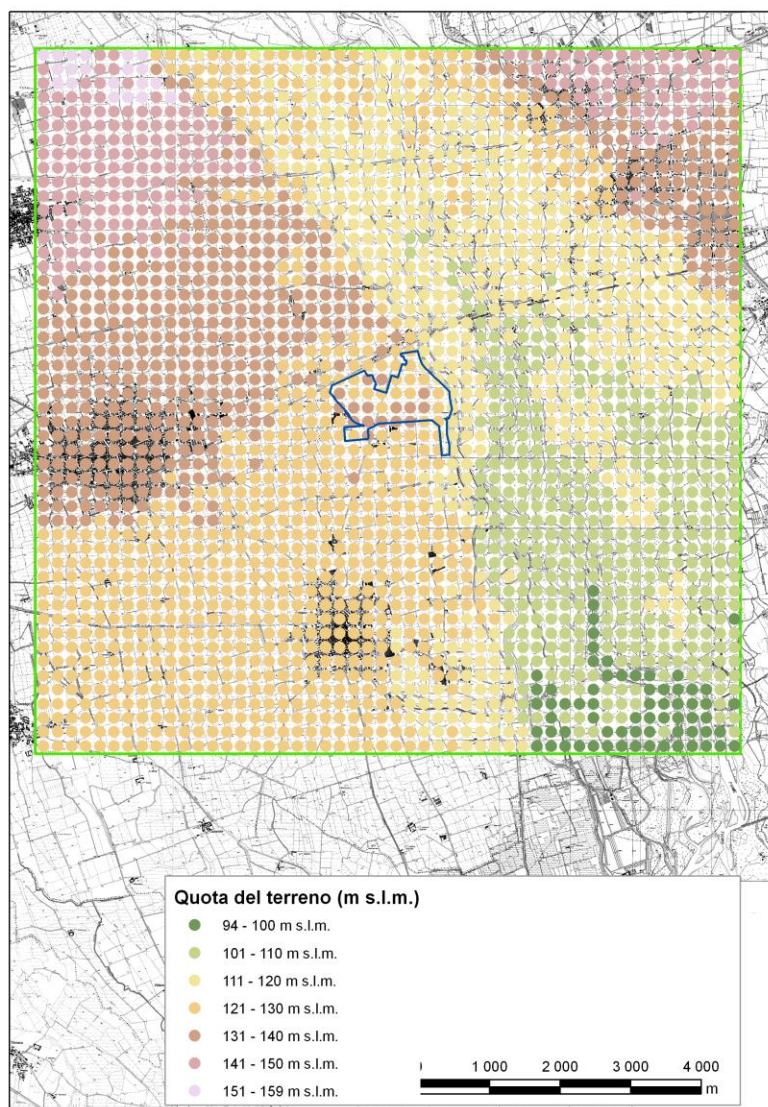 Quota del terreno (m s.l.m.)
94 - 100 m s.l.m.
101 - 110 m s.l.m.
111 - 120 m s.l.m.
121 - 130 m s.l.m.
131 - 140 m s.l.m.
141 - 150 m s.l.m.
151 - 159 m s.l.m.
1 000 2 000 3 000 4 000
m